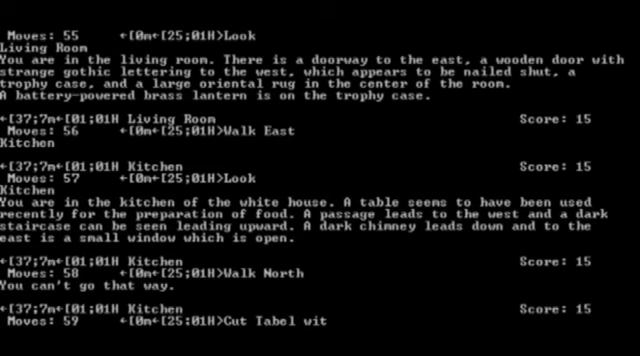 Moves: 55 ←[0m←[25;01H>Look
Living Room
You are in the living room. There is a doorway to the east, a wooden door with
strange gothic lettering to the west, which appears to be nailed shut, a
trophy case, and a large oriental rug in the center of the room.
A battery-powered brass lantern is on the trophy case.
←[37;7m←[01;01H Living Room Score: 15
Moves: 56 ←[0m←[25;01H>Walk East
Kitchen
←[37;7m←[01;01H Kitchen Score: 15
Moves: 57 ←[0m←[25;01H>Look
Kitchen
You are in the kitchen of the white house. A table seems to have been used
recently for the preparation of food. A passage leads to the west and a dark
staircase can be seen leading upward. A dark chimney leads down and to the
east is a small window which is open.
←[37;7m←[01;01H Kitchen Score: 15
Moves: 58 ←[0m←[25;01H>Walk North
You can't go that way.
←[37;7m←[01;01H Kitchen Score: 15
Moves: 59 ←[0m←[25;01H>Cut Tabel wit